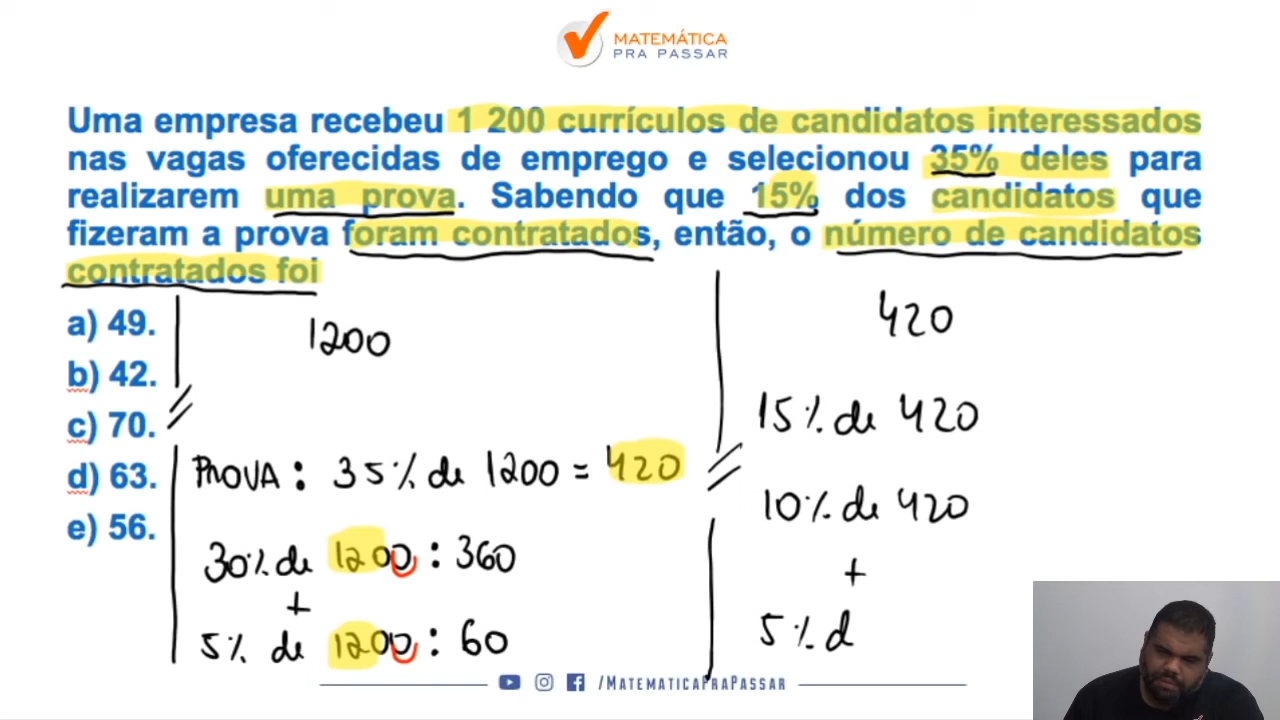 MATEMÁTICA
PRA PASSAR
Uma empresa recebeu 1 200 currículos de candidatos interessados
nas vagas oferecidas de emprego e selecionou 35% deles para
realizarem uma prova. Sabendo que 15% dos candidatos que
fizeram a prova foram contratados, então, o número de candidatos
contratados foi
a) 49.
b) 42.
c) 70.
d) 63.
e) 56.
1200
PROVA: 35% de 1200 = 420
30% de 1200 : 360
+
5% de 1200 : 60
420
15% de 420
10% de 420
+
5% d
/MATEMATICAPRAPASSAR